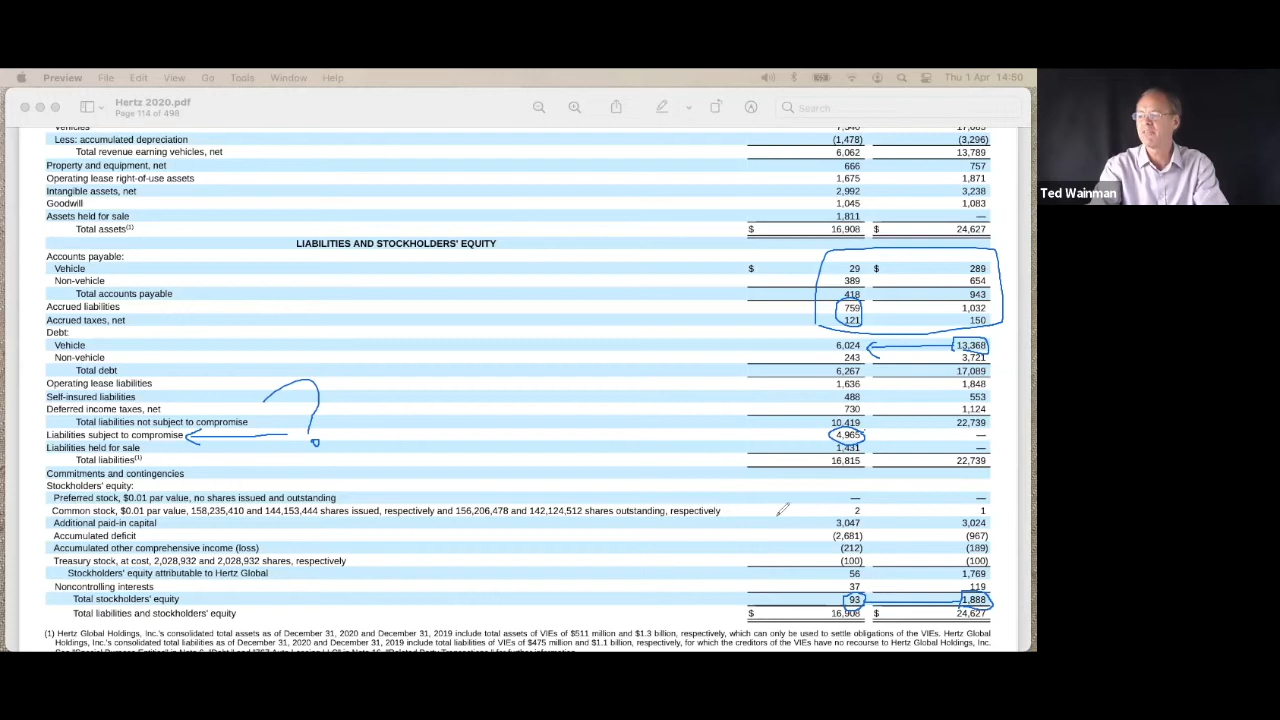 Preview File Edit View Go Tools Window Help Thu 1 Apr 14:50
Hertz 2020.pdf
Page 114 of 498
Search
Ted Wainman
Vehicles 7,540 17,085
Less: accumulated depreciation (1,478) (3,296)
Total revenue earning vehicles, net 6,062 13,789
Property and equipment, net 666 757
Operating lease right-of-use assets 1,675 1,871
Intangible assets, net 2,992 3,238
Goodwill 1,045 1,083
Assets held for sale 1,811 —
Total assets(1) $ 16,908 $ 24,627
LIABILITIES AND STOCKHOLDERS' EQUITY
Accounts payable:
Vehicle $ 29 $ 289
Non-vehicle 389 654
Total accounts payable 418 943
Accrued liabilities 759 1,032
Accrued taxes, net 121 150
Debt:
Vehicle 6,024 13,368
Non-vehicle 243 3,721
Total debt 6,267 17,089
Operating lease liabilities 1,636 1,848
Self-insured liabilities 488 553
Deferred income taxes, net 730 1,124
Total liabilities not subject to compromise 10,419 22,739
Liabilities subject to compromise 4,965 —
?
Liabilities held for sale 1,431 —
Total liabilities(1) 16,815 22,739
Commitments and contingencies
Stockholders' equity:
Preferred stock, $0.01 par value, no shares issued and outstanding — —
Common stock, $0.01 par value, 158,235,410 and 144,153,444 shares issued, respectively and 156,206,478 and 142,124,512 shares outstanding, respectively 2 1
Additional paid-in capital 3,047 3,024
Accumulated deficit (2,681) (967)
Accumulated other comprehensive income (loss) (212) (189)
Treasury stock, at cost, 2,028,932 and 2,028,932 shares, respectively (100) (100)
Stockholders' equity attributable to Hertz Global 56 1,769
Noncontrolling interests 37 119
Total stockholders' equity 93 1,888
Total liabilities and stockholders' equity $ 16,908 $ 24,627
(1) Hertz Global Holdings, Inc.'s consolidated total assets as of December 31, 2020 and December 31, 2019 include total assets of VIEs of $511 million and $1.3 billion, respectively, which can only be used to settle obligations of the VIEs. Hertz Global
Holdings, Inc.'s consolidated total liabilities as of December 31, 2020 and December 31, 2019 include total liabilities of VIEs of $475 million and $1.1 billion, respectively, for which the creditors of the VIEs have no recourse to Hertz Global Holdings, Inc.